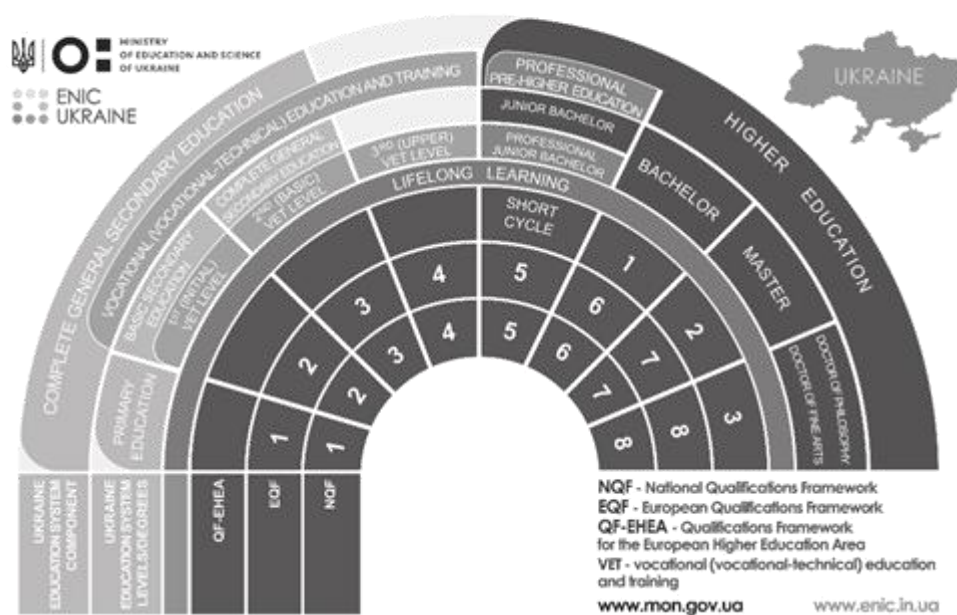 MINISTRY
OF EDUCATION AND SCIENCE
OF UKRAINE
ENIC
UKRAINE
UKRAINE
COMPLETE GENERAL SECONDARY EDUCATION
HIGHER EDUCATION
VOCATIONAL (VOCATIONAL-TECHNICAL) EDUCATION AND TRAINING
PROFESSIONAL
PRE-HIGHER EDUCATION
PRIMARY
EDUCATION
BASIC SECONDARY
EDUCATION
1ST (INITIAL)
VET LEVEL
COMPLETE GENERAL
SECONDARY EDUCATION
2ND (BASIC)
VET LEVEL
3RD (UPPER)
VET LEVEL
JUNIOR BACHELOR
PROFESSIONAL
JUNIOR BACHELOR
BACHELOR
MASTER
DOCTOR OF PHILOSOPHY
DOCTOR OF FINE ARTS
LIFELONG LEARNING
SHORT
CYCLE
1
2
3
1
2
3
4
5
6
7
8
1
2
3
4
5
6
7
8
UKRAINE
EDUCATION SYSTEM
COMPONENT
UKRAINE
EDUCATION SYSTEM
LEVELS/DEGREES
QF-EHEA
EQF
NQF
NQF - National Qualifications Framework
EQF - European Qualifications Framework
QF-EHEA - Qualifications Framework
for the European Higher Education Area
VET - vocational (vocational-technical) education
and training
www.mon.gov.ua www.enic.in.ua